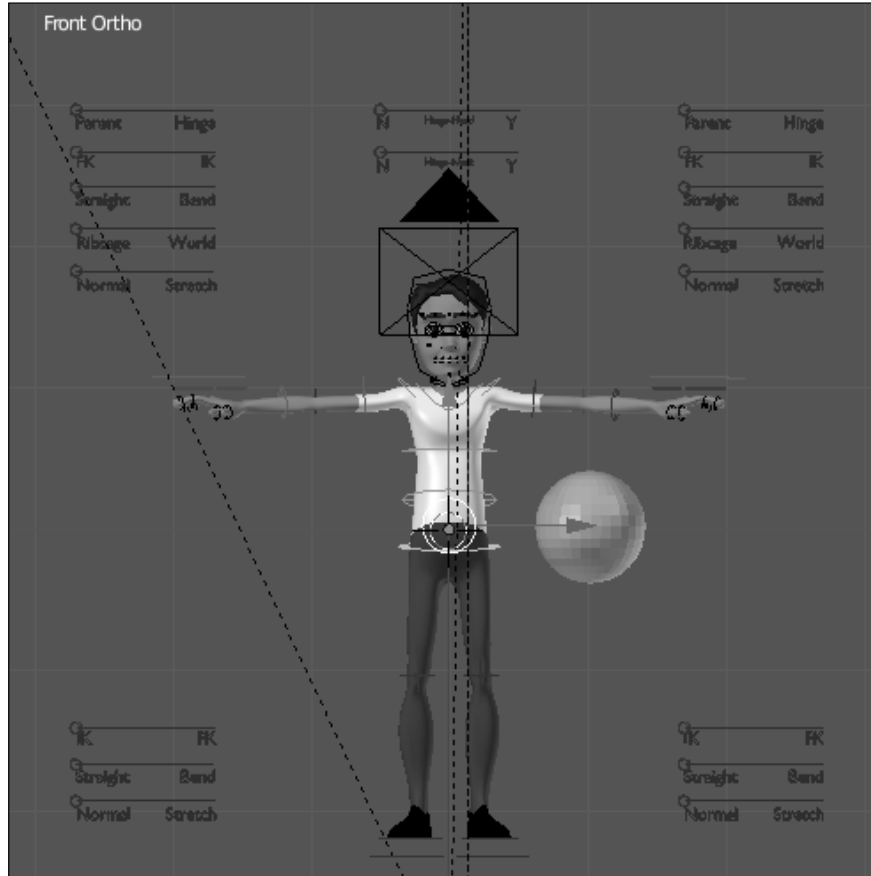 Front Ortho
Parent Hinge
N Y
Parent Hinge
FK IK
N Y
FK IK
Straight Bend
Straight Bend
Ribcage World
Ribcage World
Normal Stretch
Normal Stretch
IK FK
IK FK
Straight Bend
Straight Bend
Normal Stretch
Normal Stretch